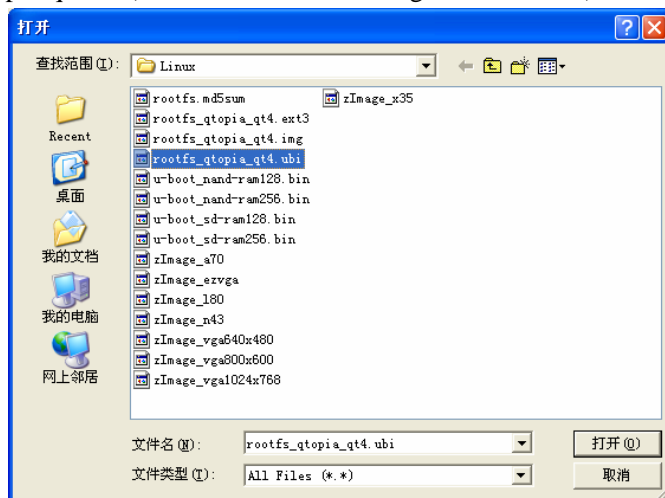 打开
查找范围(I):
Linux
Recent
桌面
我的文档
我的电脑
网上邻居
rootfs.md5sum
rootfs_qtopia_qt4.ext3
rootfs_qtopia_qt4.img
rootfs_qtopia_qt4.ubi
u-boot_nand-ram128.bin
u-boot_nand-ram256.bin
u-boot_sd-ram128.bin
u-boot_sd-ram256.bin
zImage_a70
zImage_ezvga
zImage_l80
zImage_n43
zImage_vga640x480
zImage_vga800x600
zImage_vga1024x768
zImage_x35
文件名(N):
rootfs_qtopia_qt4.ubi
打开(O)
文件类型(T):
All Files (*.*)
取消